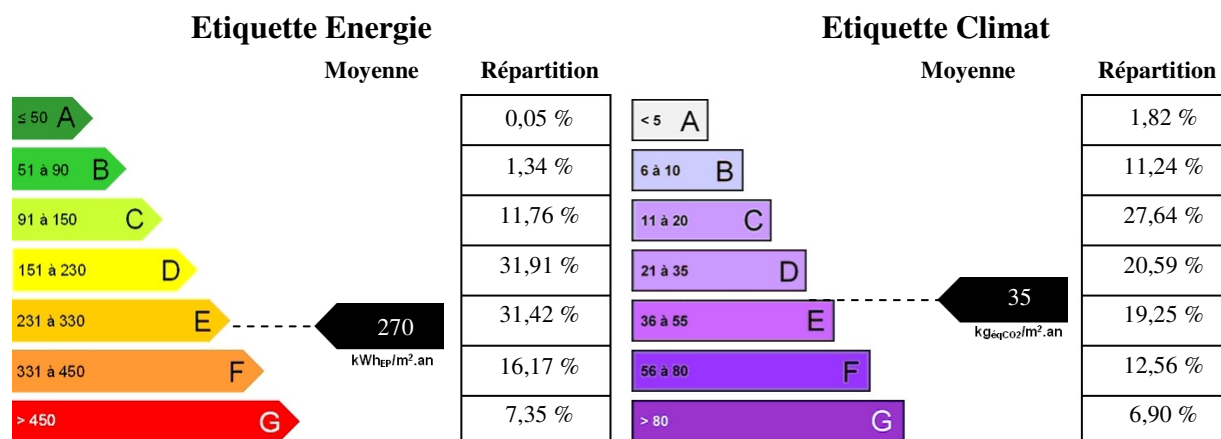 Etiquette Energie
Moyenne Répartition
≤ 50 A 0,05 %
51 à 90 B 1,34 %
91 à 150 C 11,76 %
151 à 230 D 31,91 %
231 à 330 E 270 31,42 %
kWhEP/m².an
331 à 450 F 16,17 %
> 450 G 7,35 %
Etiquette Climat
Moyenne Répartition
< 5 A 1,82 %
6 à 10 B 11,24 %
11 à 20 C 27,64 %
21 à 35 D 20,59 %
35
kgéqCO2/m².an
36 à 55 E 19,25 %
56 à 80 F 12,56 %
> 80 G 6,90 %